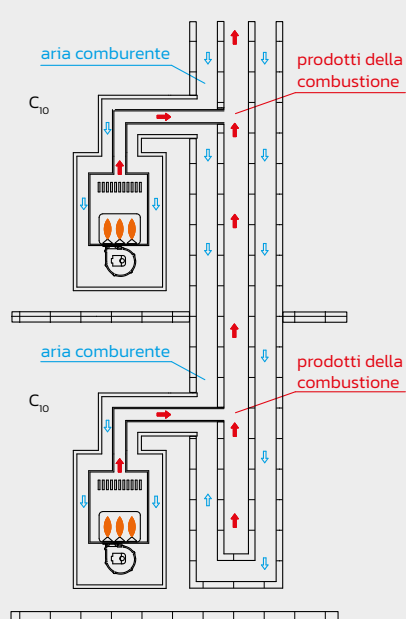 aria comburente
prodotti della
combustione
C₁₀
aria comburente
prodotti della
combustione
C₁₀